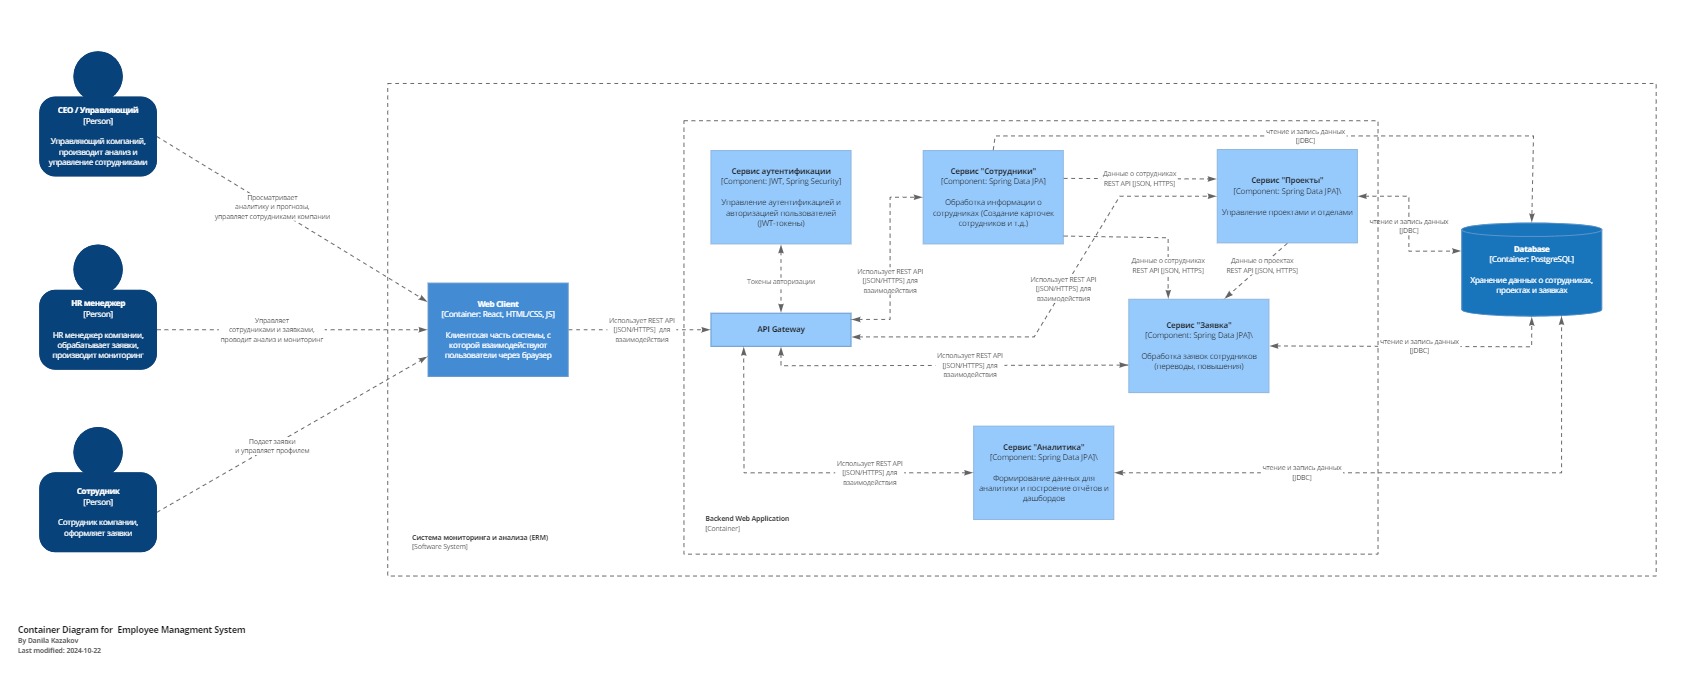 CEO / Управляющий
[Person]
Управляющий компаний,
производит анализ и
управление сотрудниками
HR менеджер
[Person]
HR менеджер компании,
обрабатывает заявки,
производит мониторинг
Сотрудник
[Person]
Сотрудник компании,
оформляет заявки
Просматривает
аналитику и прогнозы,
управляет сотрудниками компании
Управляет
сотрудниками и заявками,
проводит анализ и мониторинг
Подает заявки
и управляет профилем
Web Client
[Container: React, HTML/CSS, JS]
Клиентская часть системы, с
которой взаимодействуют
пользователи через браузер
Использует REST API
[JSON/HTTPS] для
взаимодействия
Сервис аутентификации
[Component: JWT, Spring Security]
Управление аутентификацией и
авторизацией пользователей
(JWT-токены)
Токены авторизации
API Gateway
Использует REST API
[JSON/HTTPS] для
взаимодействия
Сервис "Сотрудники"
[Component: Spring Data JPA]
Обработка информации о
сотрудниках (Создание карточек
сотрудников и т.д.)
Данные о сотрудниках
REST API [JSON, HTTPS]
Использует REST API
[JSON/HTTPS] для
взаимодействия
Данные о сотрудниках
REST API [JSON, HTTPS]
Данные о проектах
REST API [JSON, HTTPS]
Сервис "Проекты"
[Component: Spring Data JPA]\
Управление проектами и отделами
чтение и запись данных
[JDBC]
чтение и запись данных
[JDBC]
Database
[Container: PostgreSQL]
Хранение данных о сотрудниках,
проектах и заявках
Сервис "Заявка"
[Component: Spring Data JPA]\
Обработка заявок сотрудников
(переводы, повышения)
чтение и запись данных
[JDBC]
Использует REST API
[JSON/HTTPS] для
взаимодействия
Сервис "Аналитика"
[Component: Spring Data JPA]\
Формирование данных для
аналитики и построение отчётов и
дашбордов
Использует REST API
[JSON/HTTPS] для
взаимодействия
чтение и запись данных
[JDBC]
Backend Web Application
[Container]
Система мониторинга и анализа (ERM)
[Software System]
Container Diagram for Employee Managment System
By Danila Kazakov
Last modified: 2024-10-22